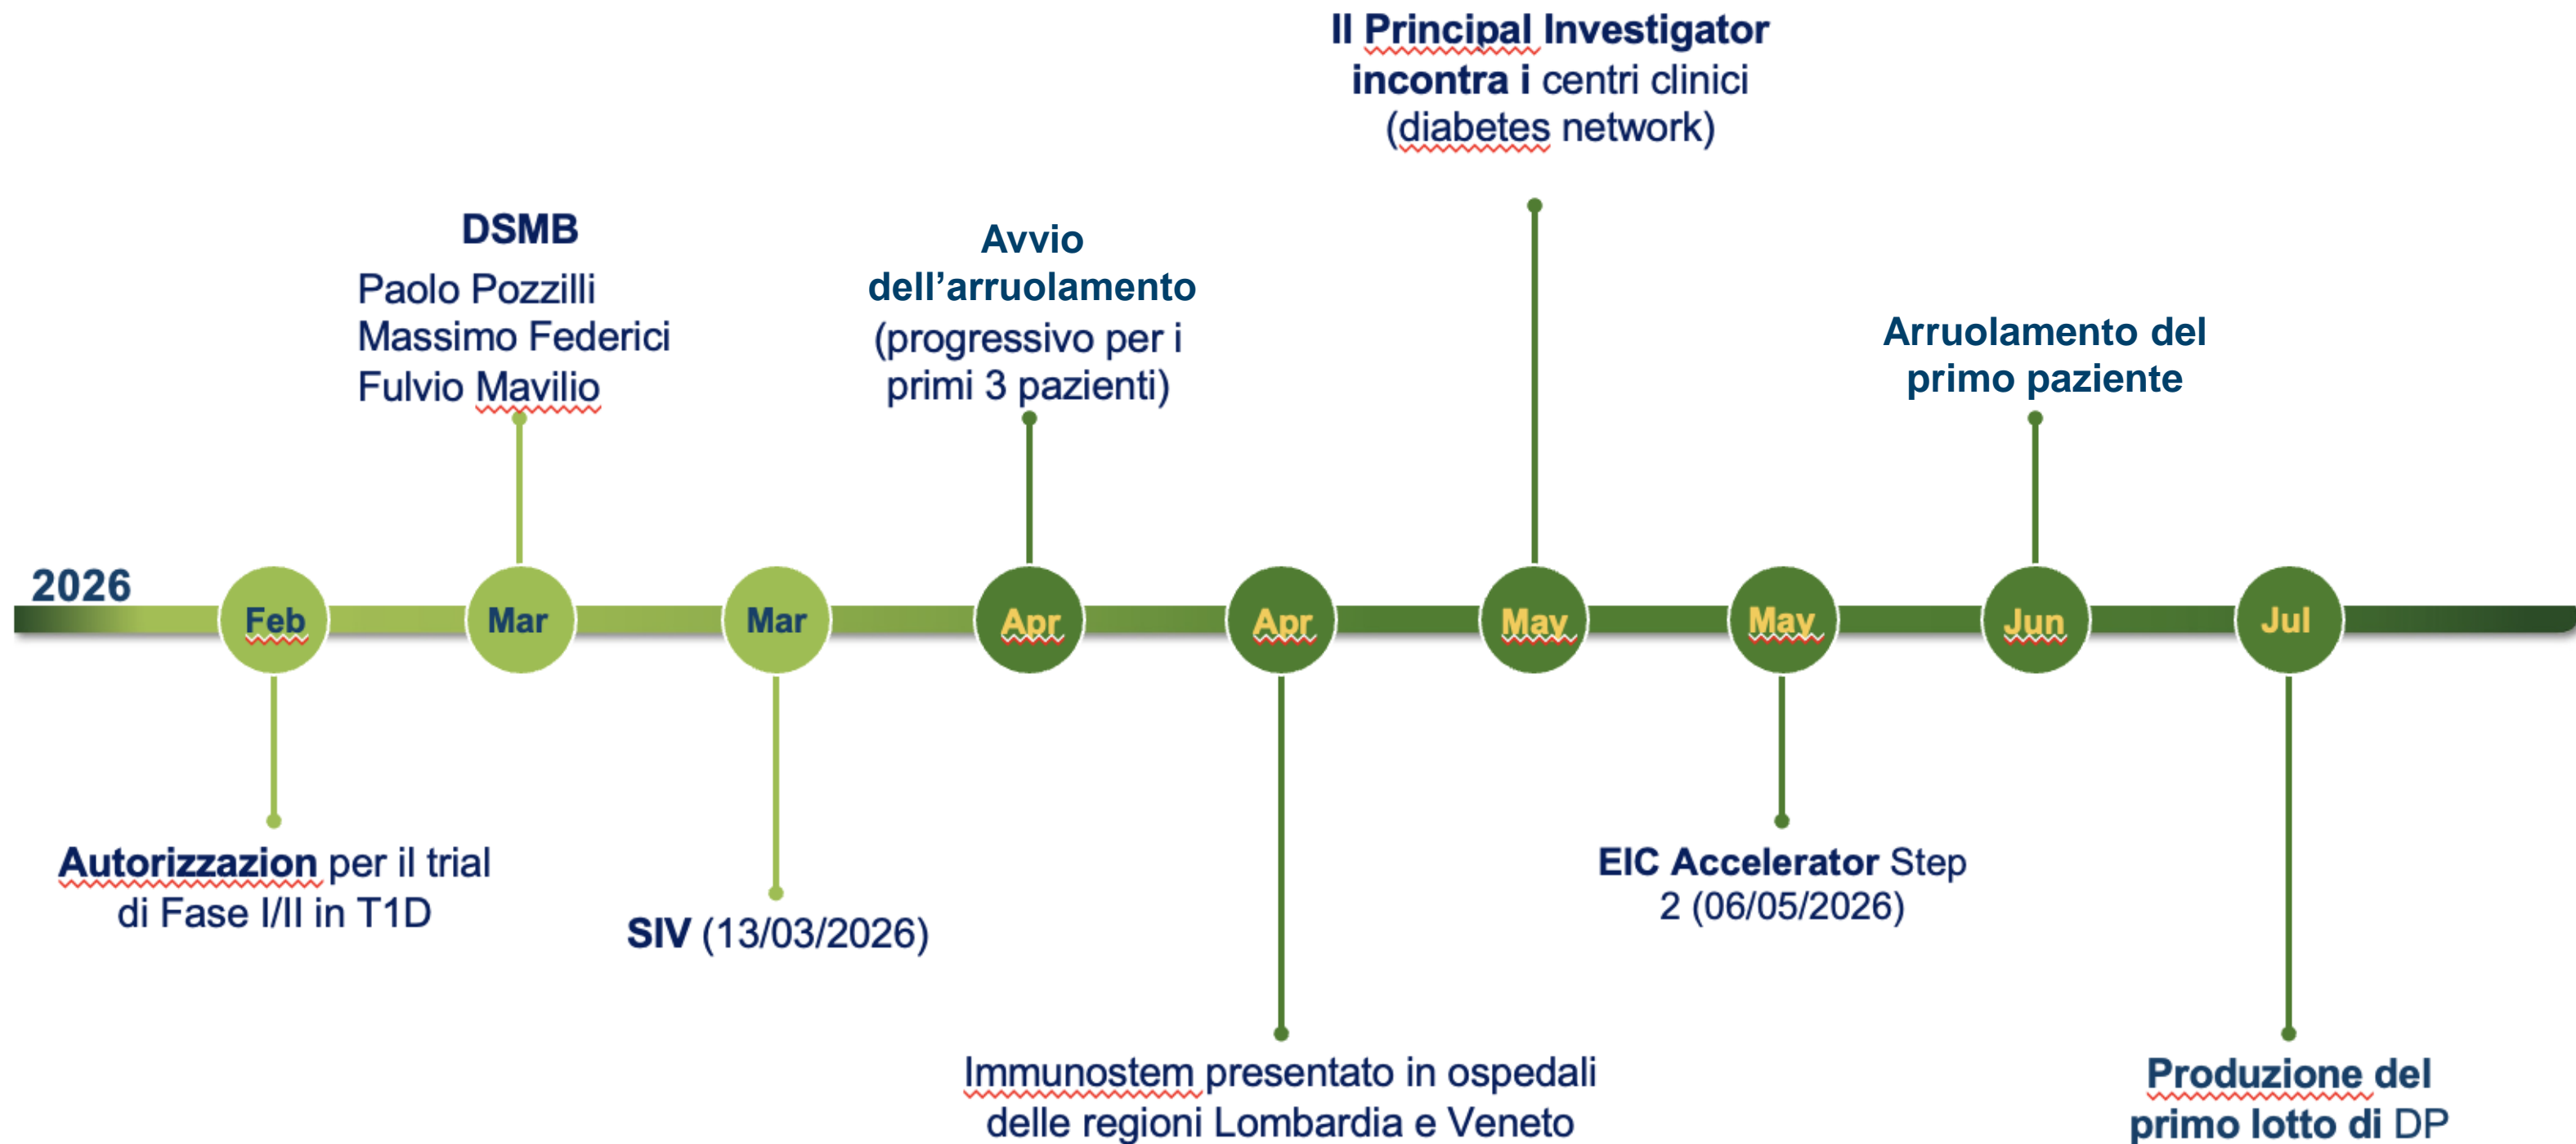 Il Principal Investigator
incontra i centri clinici
(diabetes network)
DSMB
Paolo Pozzilli
Massimo Federici
Fulvio Mavilio
Avvio
dell’arruolamento
(progressivo per i
primi 3 pazienti)
Arruolamento del
primo paziente
2026
Feb
Mar
Mar
Apr
Apr
May
May
Jun
Jul
Autorizzazion per il trial
di Fase I/II in T1D
SIV (13/03/2026)
Immunostem presentato in ospedali
delle regioni Lombardia e Veneto
EIC Accelerator Step
2 (06/05/2026)
Produzione del
primo lotto di DP